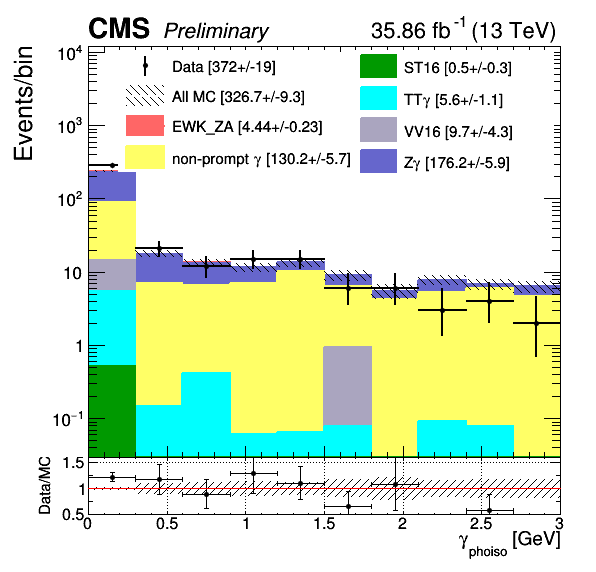 CMS Preliminary 35.86 fb⁻¹ (13 TeV)
Events/bin
Data [372+/-19]
All MC [326.7+/-9.3]
EWK_ZA [4.44+/-0.23]
non-prompt γ [130.2+/-5.7]
ST16 [0.5+/-0.3]
TTγ [5.6+/-1.1]
VV16 [9.7+/-4.3]
Zγ [176.2+/-5.9]
10⁴
10³
10²
10
1
10⁻¹
Data/MC
1.5
1
0.5
0 0.5 1 1.5 2 2.5 3
γ_phoiso [GeV]